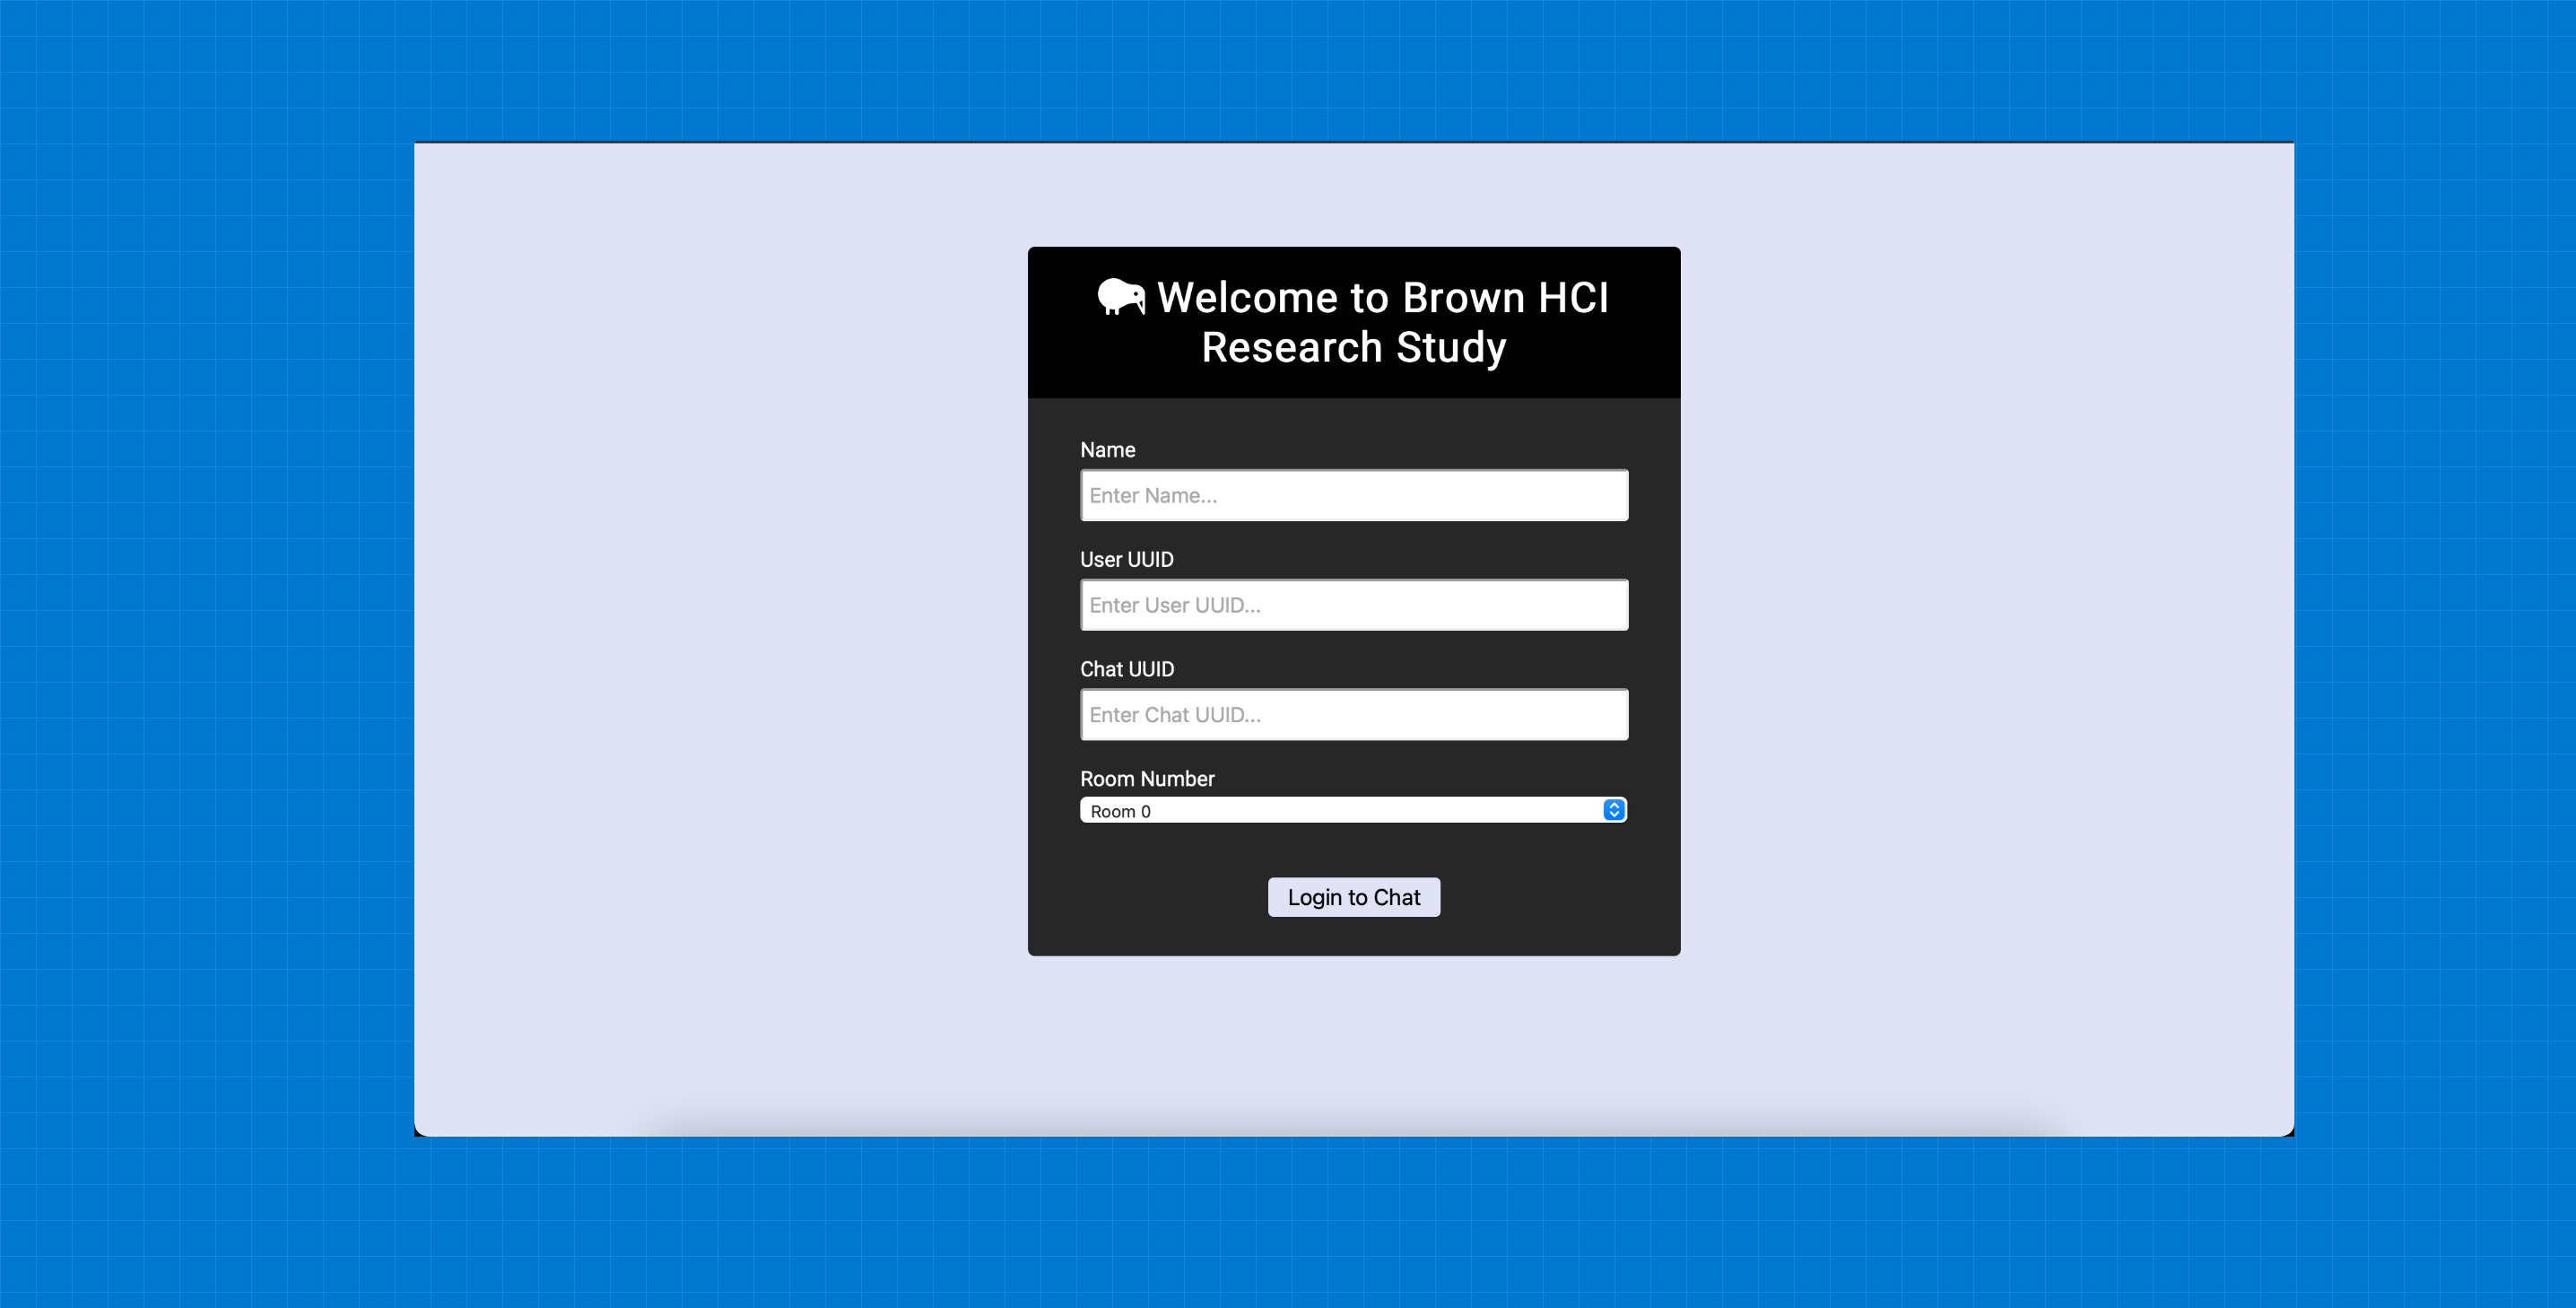 Welcome to Brown HCI
Research Study
Name
Enter Name...
User UUID
Enter User UUID...
Chat UUID
Enter Chat UUID...
Room Number
Room 0
Login to Chat